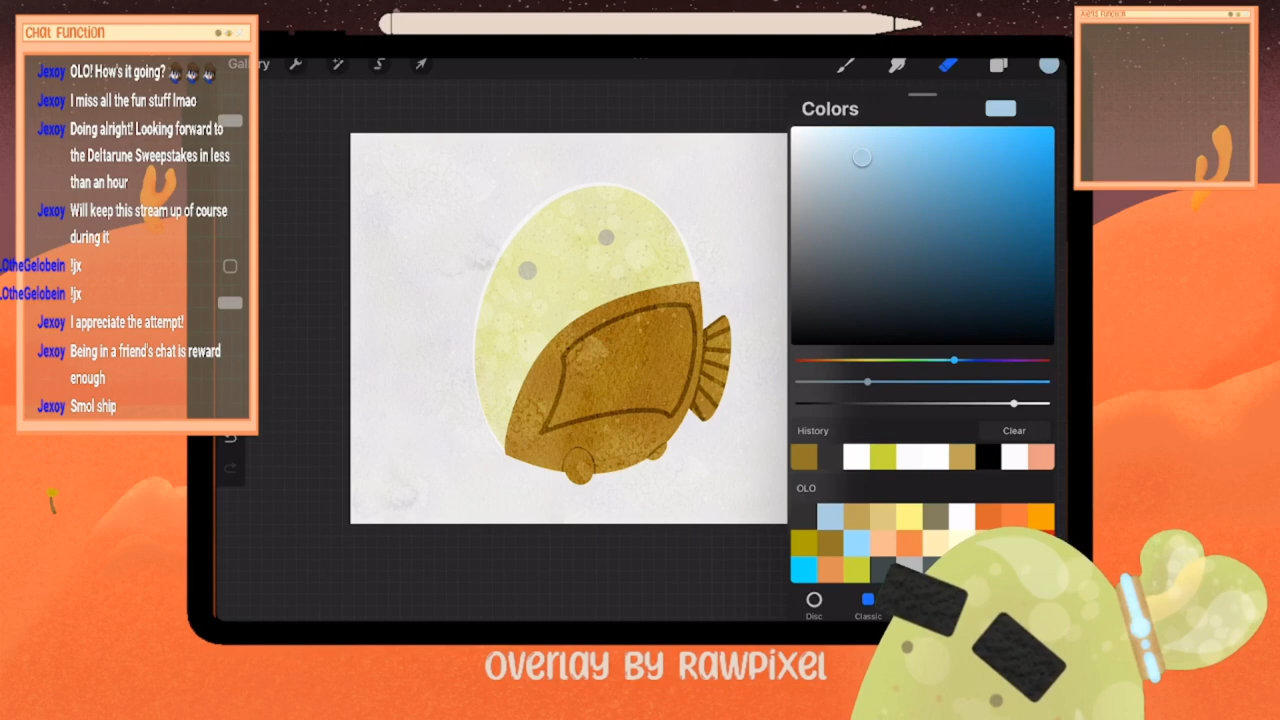 CHat FUNCTION
Jexoy OLO! How's it going?
Jexoy I miss all the fun stuff lmao
Jexoy Doing alright! Looking forward to
the Deltarune Sweepstakes in less
than an hour
Jexoy Will keep this stream up of course
during it
OtheGelobein !jx
OtheGelobein !jx
Jexoy I appreciate the attempt!
Jexoy Being in a friend's chat is reward
enough
Jexoy Smol ship
Colors
History
Clear
OLO
Disc
Classic
OVERLAY BY RAWPIXEL